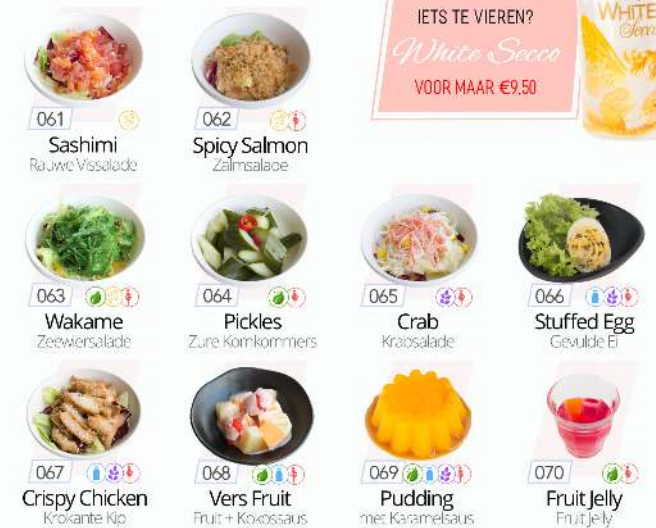 IETS TE VIEREN?
White Secco
VOOR MAAR €9,50
WHITE
Secco
061
Sashimi
Rauwe Vissalade
062
Spicy Salmon
Zalmsalade
063
Wakame
Zeewiersalade
064
Pickles
Zure Komkommers
065
Crab
Krabsalade
066
Stuffed Egg
Gevulde Ei
067
Crispy Chicken
Krokante Kip
068
Vers Fruit
Fruit + Kokossaus
069
Pudding
met Karamelsaus
070
Fruit Jelly
Fruit Jelly